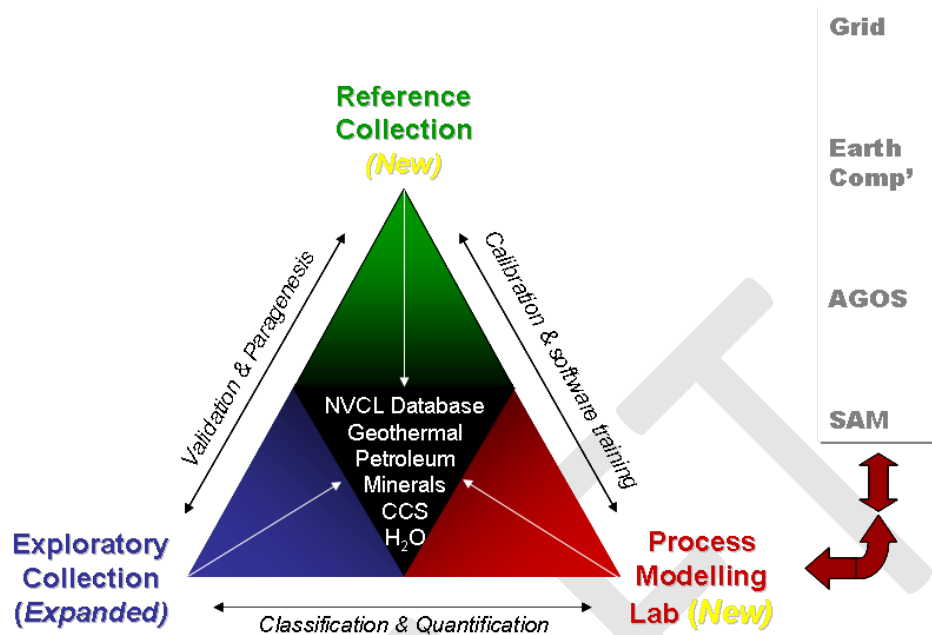 Grid
Earth
Comp’
AGOS
SAM
Reference
Collection
(New)
Validation & Paragenesis
Calibration & software training
NVCL Database
Geothermal
Petroleum
Minerals
CCS
H₂O
Exploratory
Collection
(Expanded)
Process
Modelling
Lab (New)
Classification & Quantification